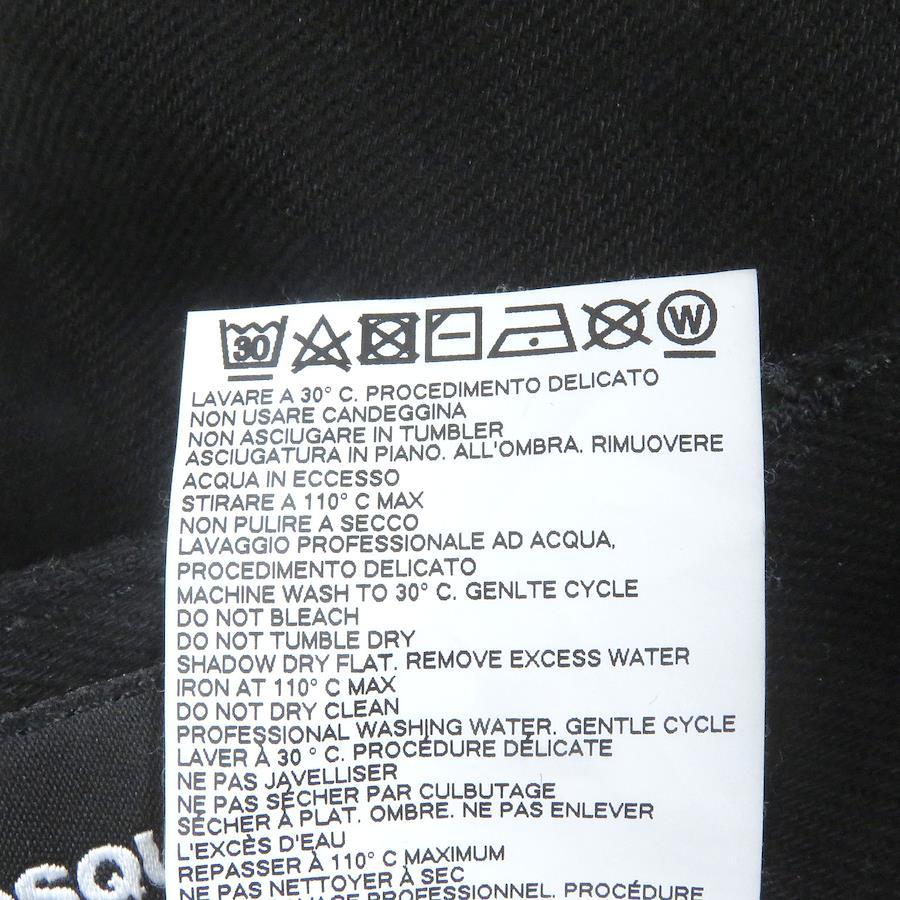 30 W
LAVARE A 30° C. PROCEDIMENTO DELICATO
NON USARE CANDEGGINA
NON ASCIUGARE IN TUMBLER
ASCIUGATURA IN PIANO. ALL'OMBRA. RIMUOVERE
ACQUA IN ECCESSO
STIRARE A 110° C MAX
NON PULIRE A SECCO
LAVAGGIO PROFESSIONALE AD ACQUA,
PROCEDIMENTO DELICATO
MACHINE WASH TO 30° C. GENLTE CYCLE
DO NOT BLEACH
DO NOT TUMBLE DRY
SHADOW DRY FLAT. REMOVE EXCESS WATER
IRON AT 110° C MAX
DO NOT DRY CLEAN
PROFESSIONAL WASHING WATER. GENTLE CYCLE
LAVER À 30 ° C. PROCÉDURE DÉLICATE
NE PAS JAVELLISER
NE PAS SÉCHER PAR CULBUTAGE
SÉCHER À PLAT. OMBRE. NE PAS ENLEVER
L'EXCÈS D'EAU
REPASSER À 110° C MAXIMUM
NE PAS NETTOYER À SEC
PROFESSIONNEL. PROCÉDURE